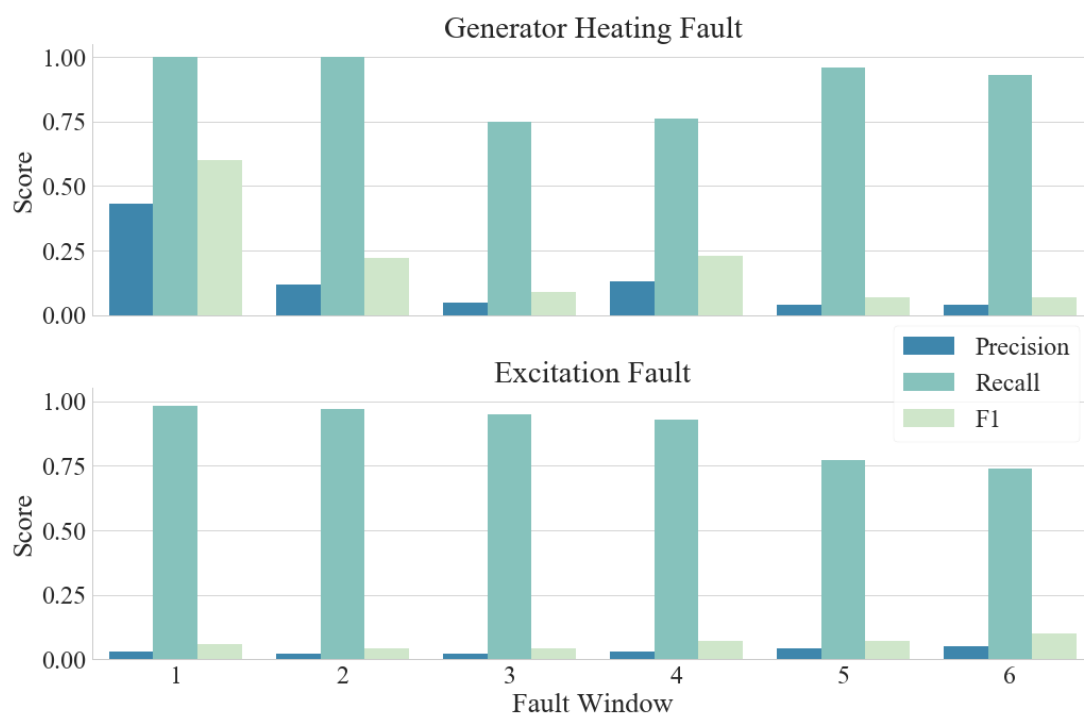 Generator Heating Fault
1.00
0.75
0.50
0.25
0.00
Score
Precision
Recall
F1
Excitation Fault
1.00
0.75
0.50
0.25
0.00
Score
1 2 3 4 5 6
Fault Window